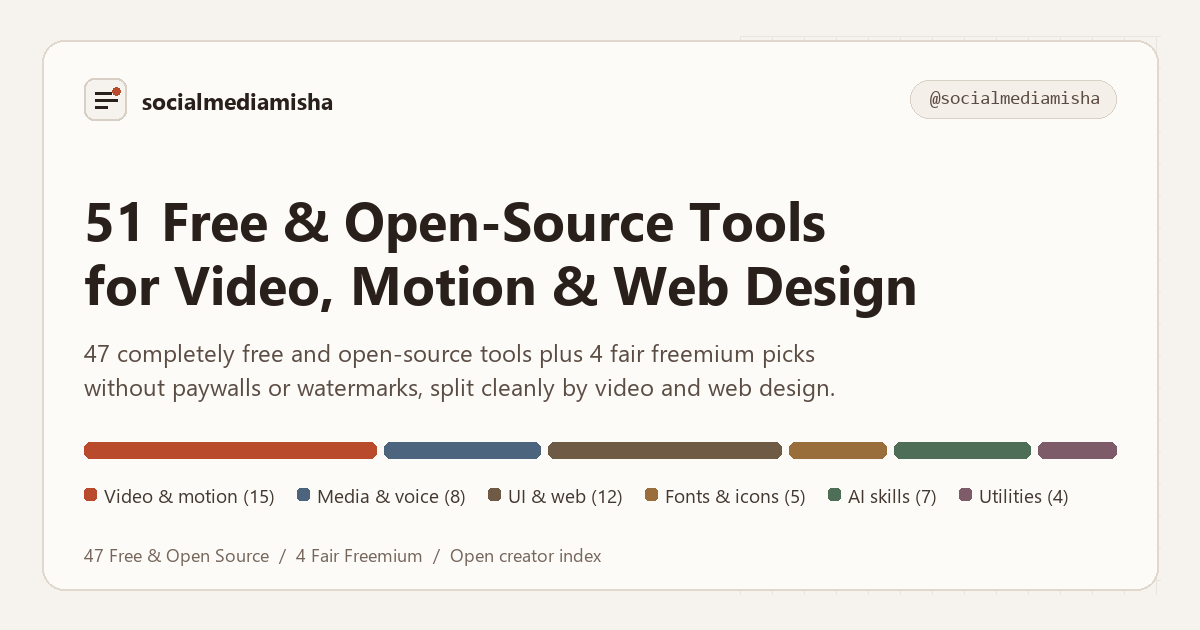 socialmediamisha
@socialmediamisha
51 Free & Open-Source Tools
for Video, Motion & Web Design
47 completely free and open-source tools plus 4 fair freemium picks
without paywalls or watermarks, split cleanly by video and web design.
Video & motion (15) Media & voice (8) UI & web (12) Fonts & icons (5) AI skills (7) Utilities (4)
47 Free & Open Source / 4 Fair Freemium / Open creator index